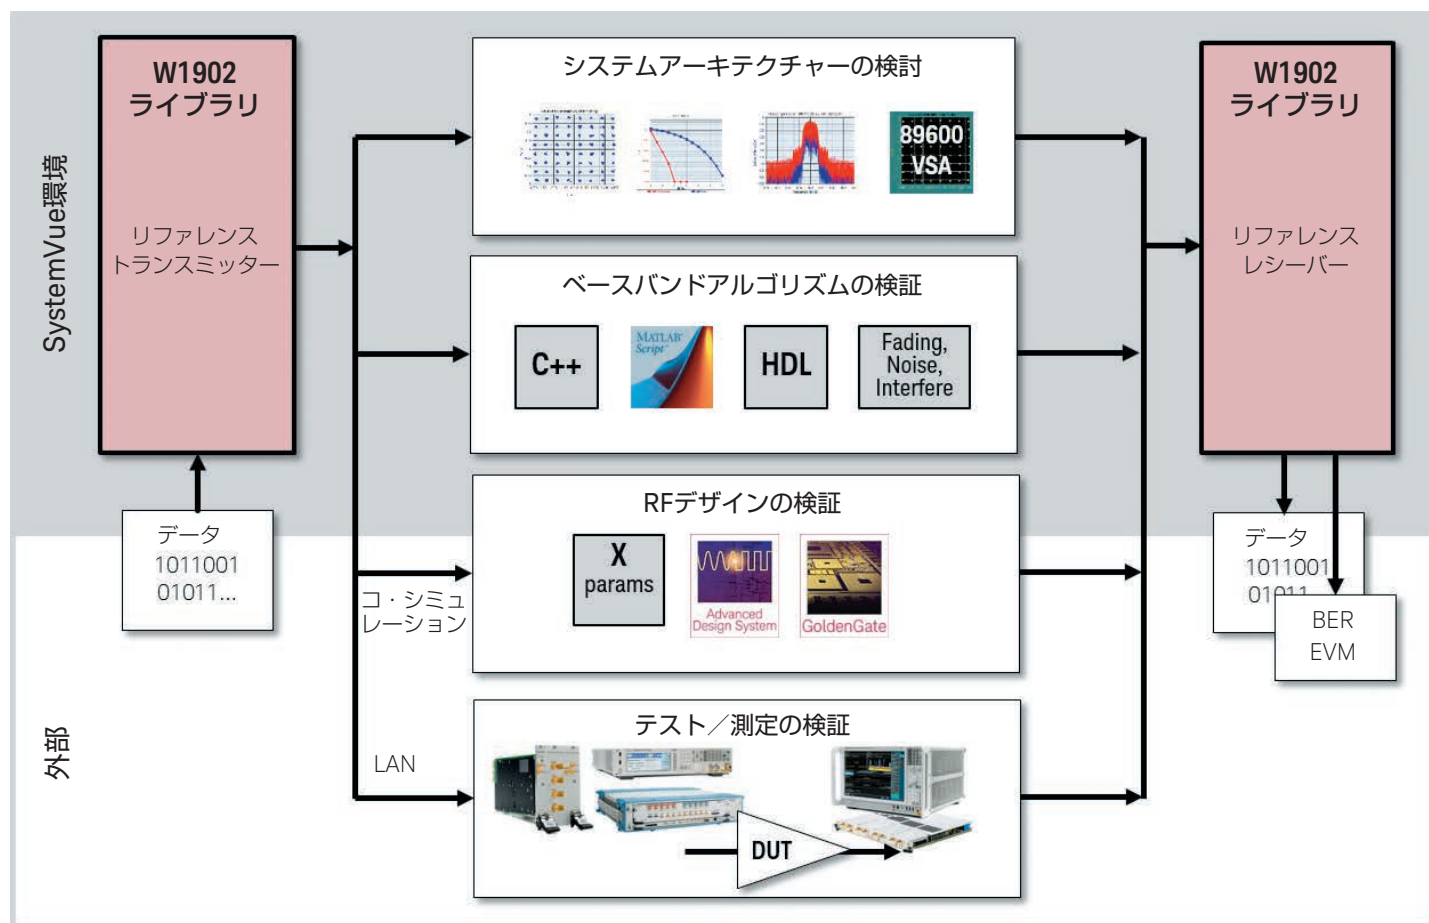 SystemVue環境
外部
W1902
ライブラリ
リファレンス
トランスミッター
データ
1011001
01011...
コ・シミュ
レーション
LAN
システムアーキテクチャーの検討
89600
VSA
ベースバンドアルゴリズムの検証
C++
MATLAB
Script
HDL
Fading,
Noise,
Interfere
RFデザインの検証
X
params
Advanced
Design System
GoldenGate
テスト／測定の検証
DUT
W1902
ライブラリ
リファレンス
レシーバー
データ
1011001
01011
BER
EVM